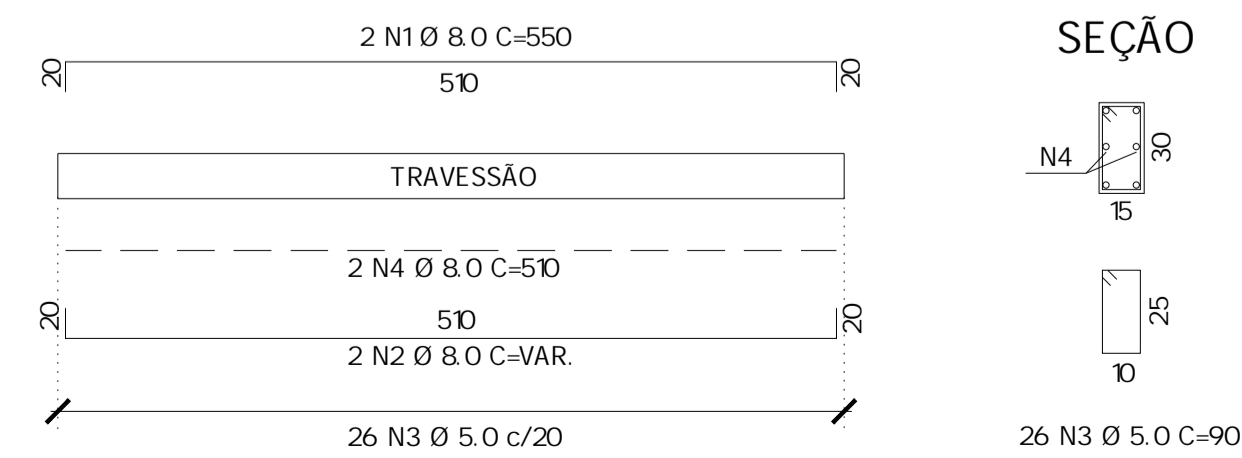 2 N1 Ø 8.0 C=550
20
510
20
TRAVESSÃO
2 N4 Ø 8.0 C=510
20
510
20
2 N2 Ø 8.0 C=VAR.
26 N3 Ø 5.0 c/20
SEÇÃO
N4
30
15
25
10
26 N3 Ø 5.0 C=90